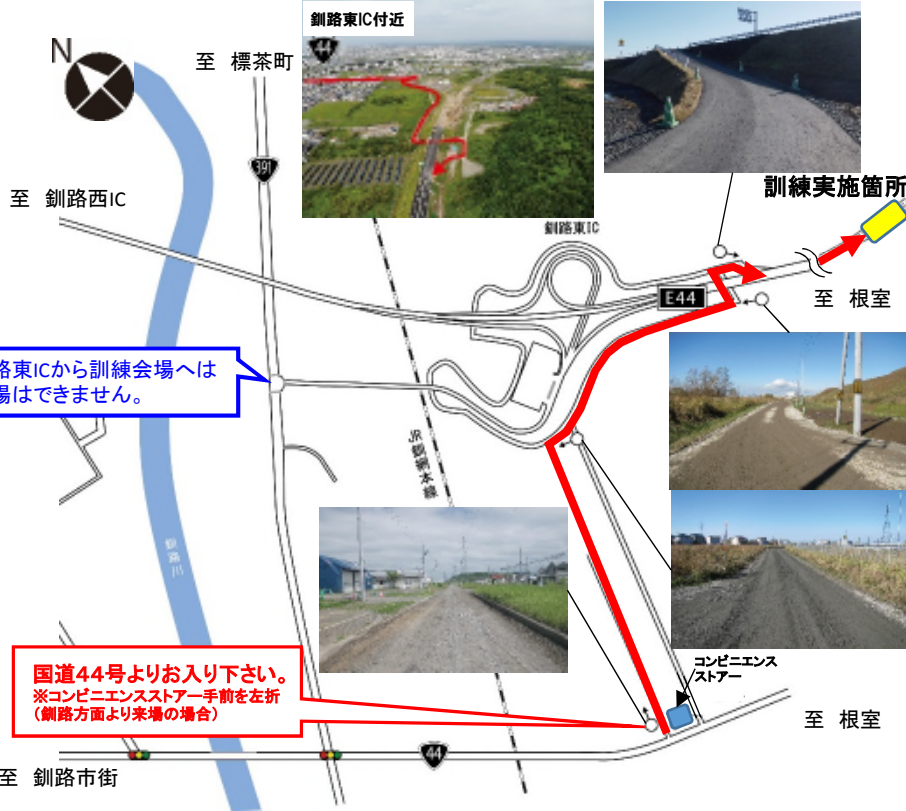 釧路東IC付近
44
N
至 標茶町
391
至 釧路西IC
訓練実施箇所
釧路東IC
E44
至 根室
路東ICから訓練会場へは
場はできません。
釧路川
国道44号よりお入り下さい。
※コンビニエンスストアー手前を左折
(釧路方面より来場の場合)
コンビニエンス
ストアー
至 根室
44
至 釧路市街